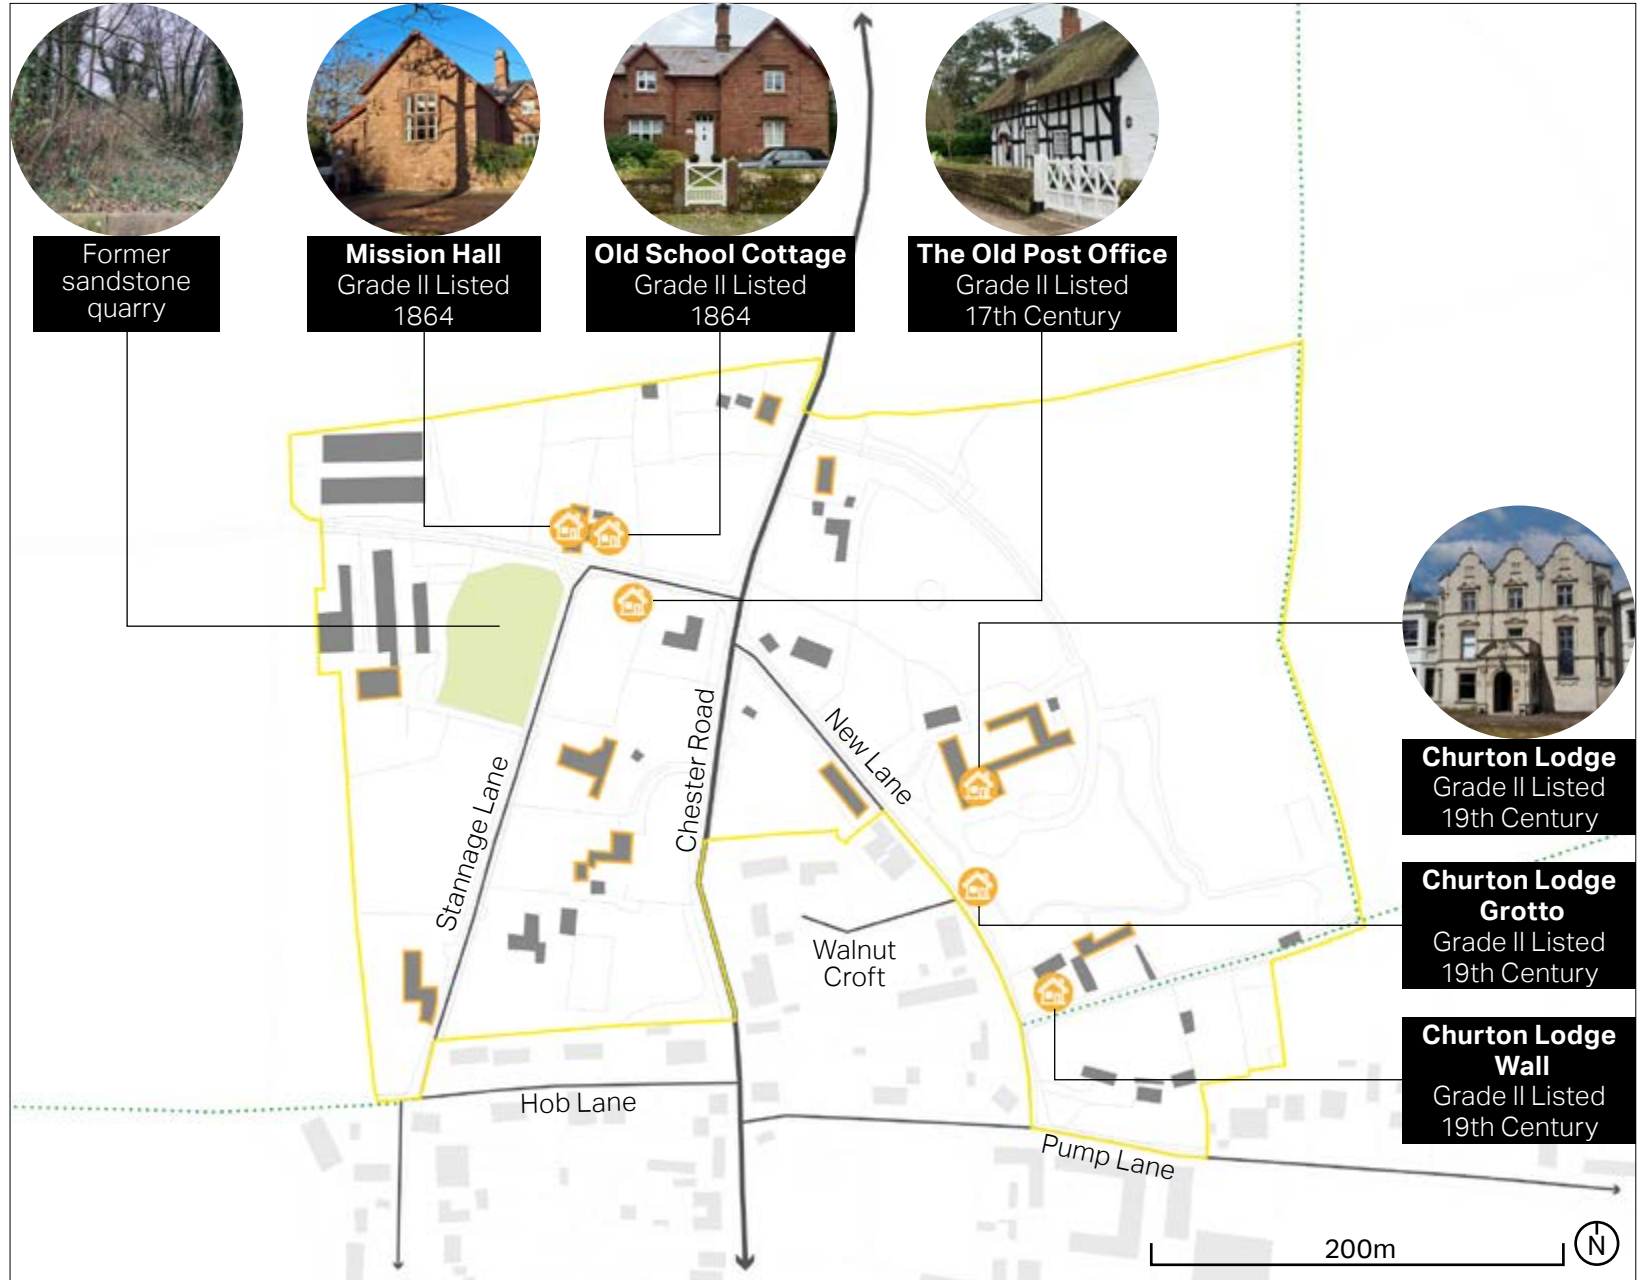 Former
sandstone
quarry
Mission Hall
Grade II Listed
1864
Old School Cottage
Grade II Listed
1864
The Old Post Office
Grade II Listed
17th Century
Churton Lodge
Grade II Listed
19th Century
Churton Lodge
Grotto
Grade II Listed
19th Century
Churton Lodge
Wall
Grade II Listed
19th Century
Stannage Lane
Chester Road
New Lane
Walnut
Croft
Hob Lane
Pump Lane
200m
N